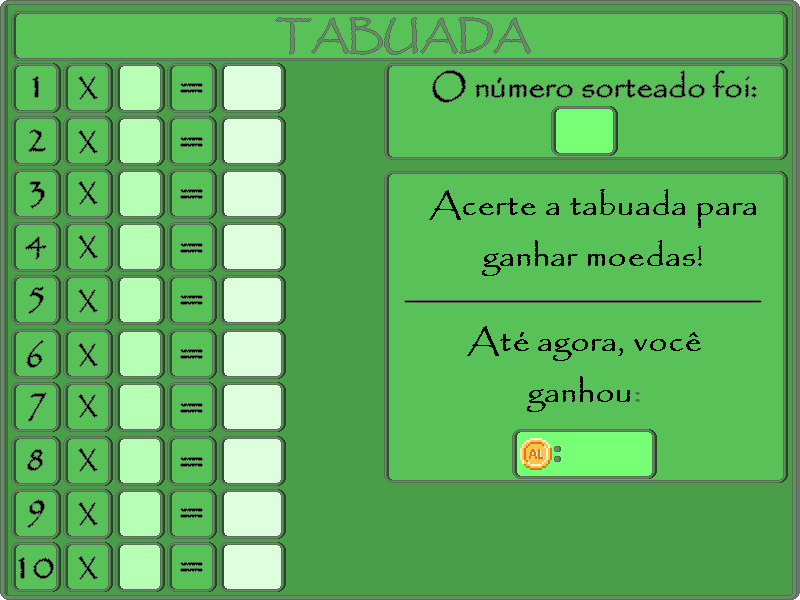 TABUADA
1 X =
2 X =
3 X =
4 X =
5 X =
6 X =
7 X =
8 X =
9 X =
10 X =
O número sorteado foi:
Acerte a tabuada para
ganhar moedas!
Até agora, você
ganhou:
AL :